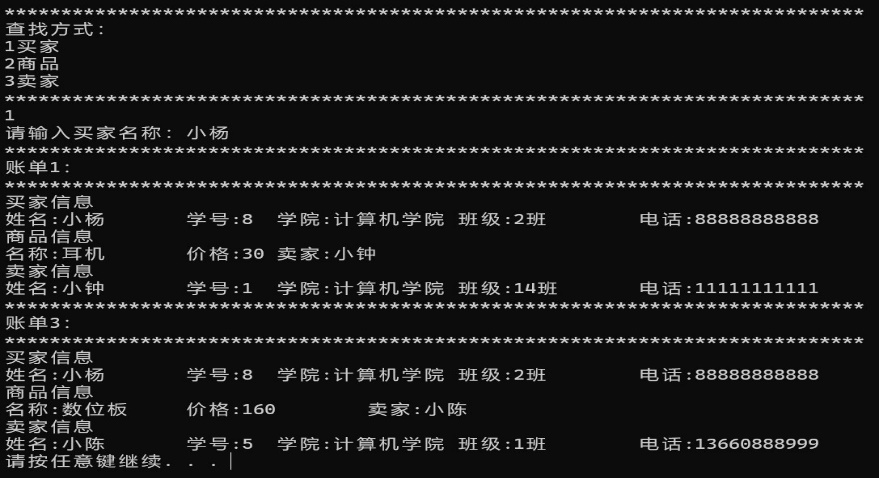 ****************************************************************************
查找方式:
1买家
2商品
3卖家
****************************************************************************
1
请输入买家名称: 小杨
****************************************************************************
账单1:
****************************************************************************
买家信息
姓名:小杨 学号:8 学院:计算机学院 班级:2班 电话:88888888888
商品信息
名称:耳机 价格:30 卖家:小钟
卖家信息
姓名:小钟 学号:1 学院:计算机学院 班级:14班 电话:11111111111
****************************************************************************
账单3:
****************************************************************************
买家信息
姓名:小杨 学号:8 学院:计算机学院 班级:2班 电话:88888888888
商品信息
名称:数位板 价格:160 卖家:小陈
卖家信息
姓名:小陈 学号:5 学院:计算机学院 班级:1班 电话:13660888999
请按任意键继续. . .